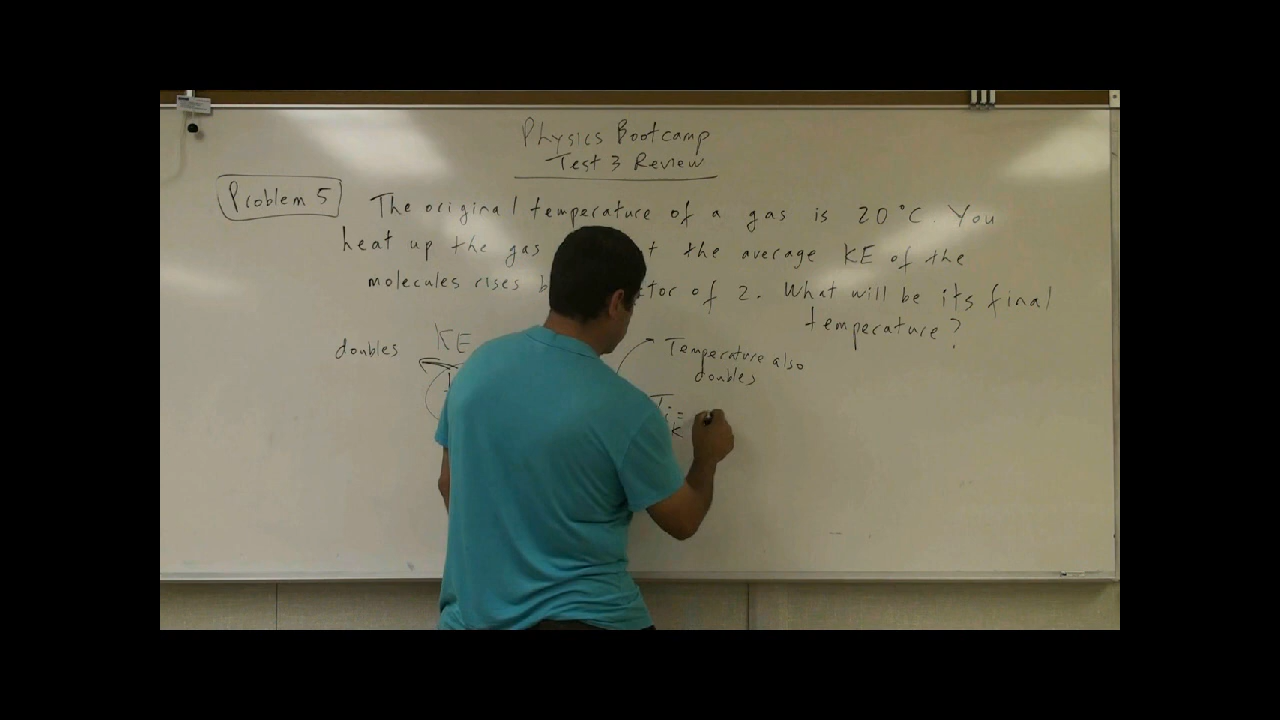 Physics Bootcamp
Test 3 Review
Problem 5
The original temperature of a gas is 20°C. You
heat up the gas the average KE of the
molecules rises of 2. What will be its final
temperature?
doubles
KE
Temperature also
doubles
Ti =
K